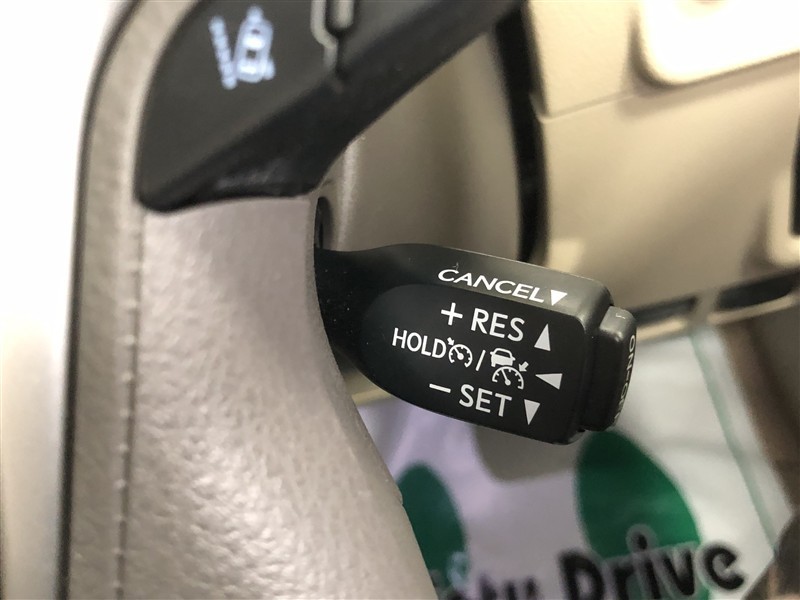 CANCEL▼
+ RES ▲
HOLD /
− SET ▼
Drive